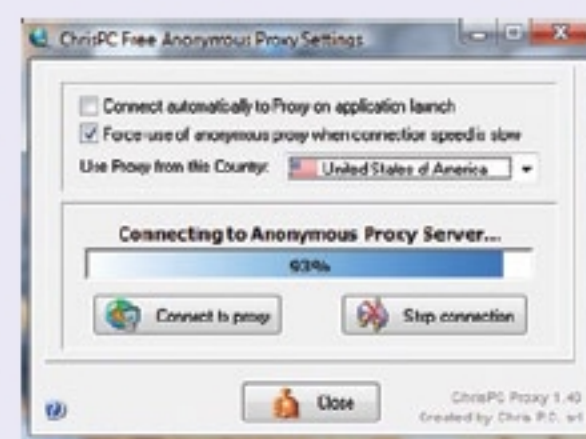 ChrisPC Free Anonymous Proxy Settings
Connect automatically to Proxy on application launch
Force use of anonymous proxy when connection speed is slow
Use Proxy from this Country: United States of America
Connecting to Anonymous Proxy Server...
93%
Connect to proxy Stop connection
Close
ChrisPC Proxy 1.40
Created by Chris P.C. srl